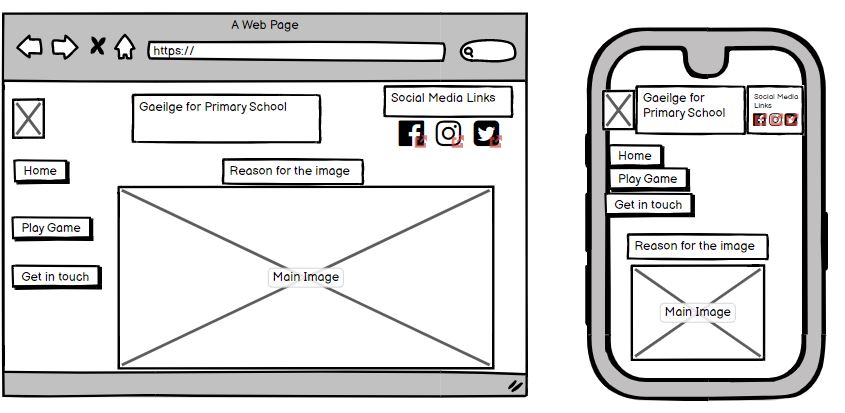 A Web Page
https://
Gaeilge for Primary School
Social Media Links
Home
Reason for the image
Play Game
Get in touch
Main Image
Gaeilge for
Primary School
Social Media
Links
Home
Play Game
Get in touch
Reason for the image
Main Image